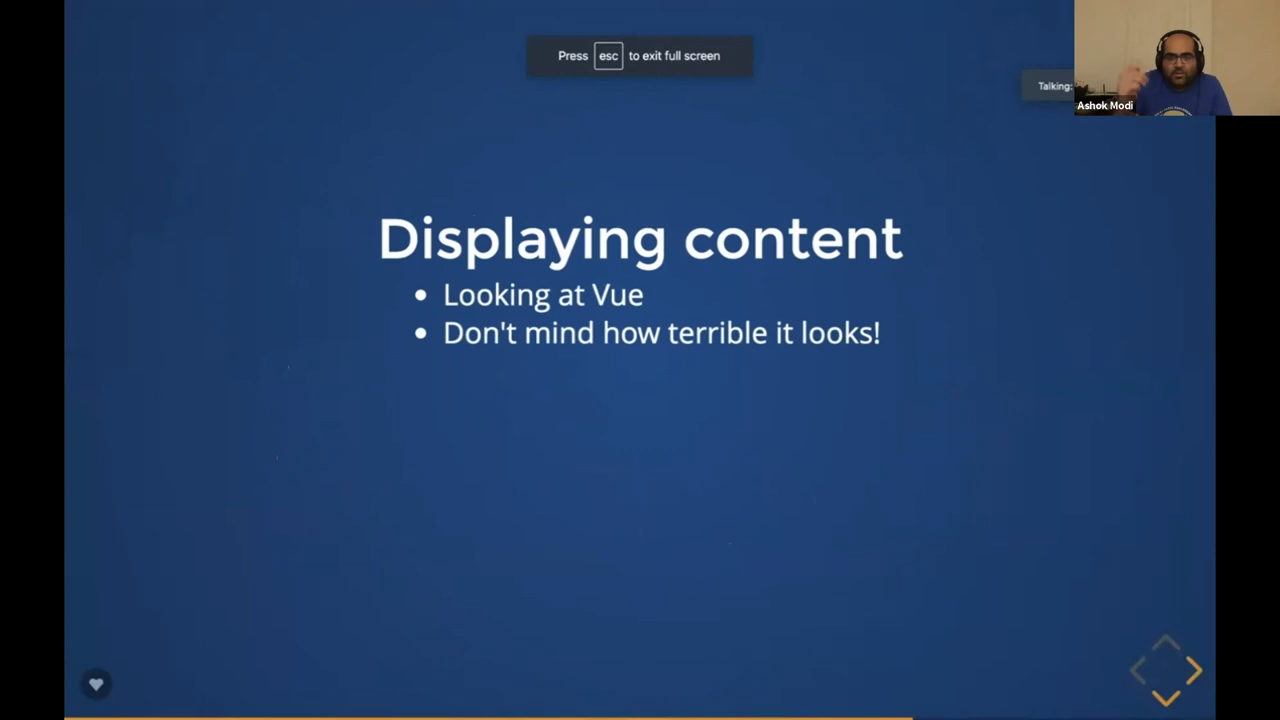 Press esc to exit full screen
Talking:
Ashok Modi
Displaying content
Looking at Vue
Don't mind how terrible it looks!